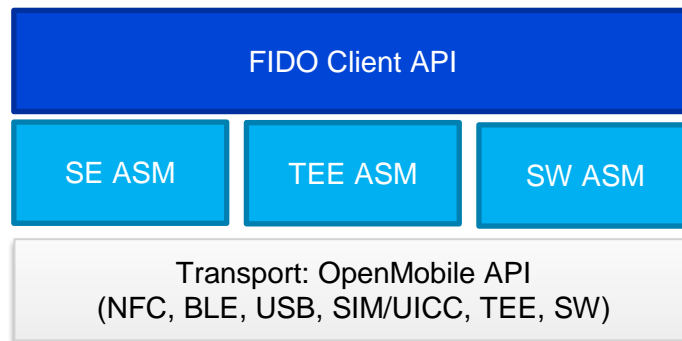 FIDO Client API
SE ASM
TEE ASM
SW ASM
Transport: OpenMobile API
(NFC, BLE, USB, SIM/UICC, TEE, SW)